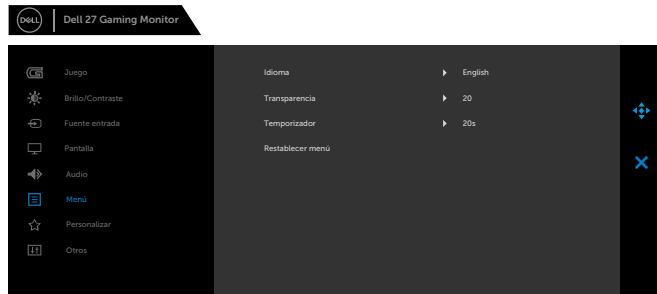 DELL
Dell 27 Gaming Monitor
Juego
Idioma
English
Brillo/Contraste
Transparencia
20
Fuente entrada
Temporizador
20s
Pantalla
Restablecer menú
Audio
Menú
Personalizar
Otros